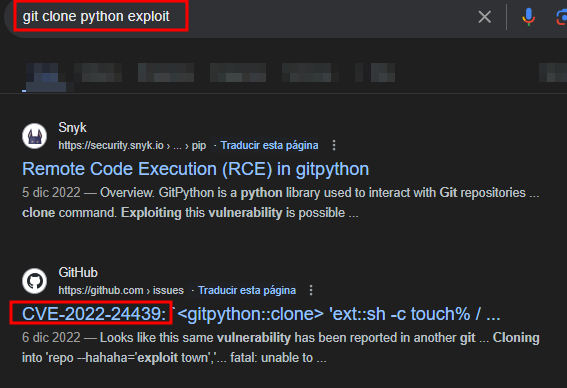 git clone python exploit
Snyk
https://security.snyk.io › ... › pip · Traducir esta página
Remote Code Execution (RCE) in gitpython
5 dic 2022 — Overview. GitPython is a python library used to interact with Git repositories ...
clone command. Exploiting this vulnerability is possible ...
GitHub
https://github.com › issues · Traducir esta página
CVE-2022-24439: `<gitpython::clone> 'ext::sh -c touch% / ...
6 dic 2022 — Looks like this same vulnerability has been reported in another git ... Cloning
into 'repo --hahaha='exploit town','... fatal: unable to ...